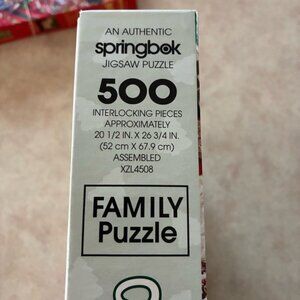 AN AUTHENTIC
springbok
JIGSAW PUZZLE
500
INTERLOCKING PIECES
APPROXIMATELY
20 1/2 IN. X 26 3/4 IN.
(52 cm X 67.9 cm)
ASSEMBLED
XZL4508
FAMILY
Puzzle